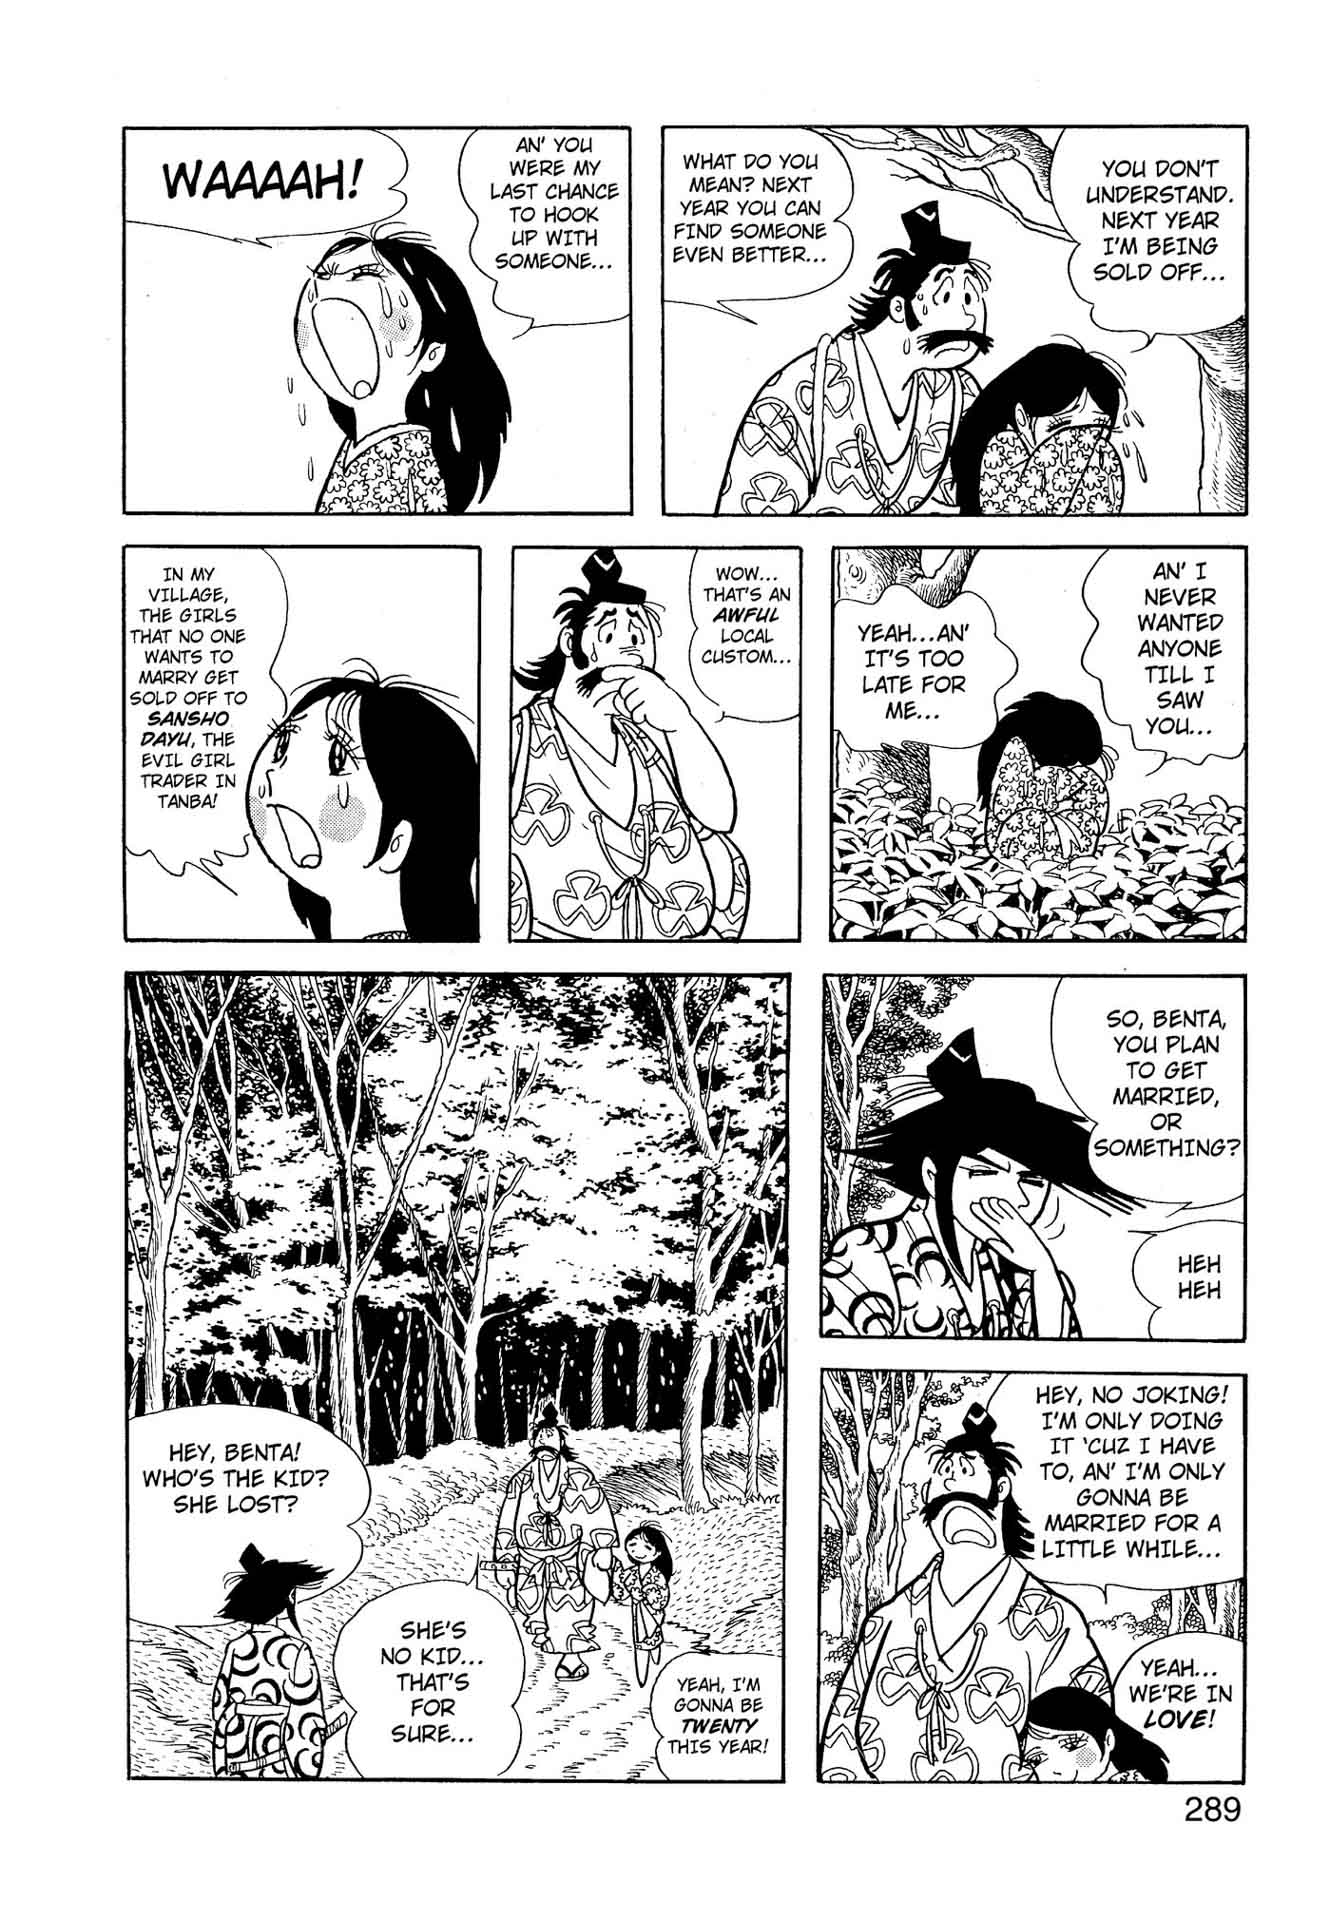 WAAAAH!
AN' YOU
WERE MY
LAST CHANCE
TO HOOK
UP WITH
SOMEONE...
WHAT DO YOU
MEAN? NEXT
YEAR YOU CAN
FIND SOMEONE
EVEN BETTER...
YOU DON'T
UNDERSTAND.
NEXT YEAR
I'M BEING
SOLD OFF...
IN MY
VILLAGE,
THE GIRLS
THAT NO ONE
WANTS TO
MARRY GET
SOLD OFF TO
SANSHO
DAYU, THE
EVIL GIRL
TRADER IN
TANBA!
WOW...
THAT'S AN
AWFUL
LOCAL
CUSTOM...
YEAH...AN'
IT'S TOO
LATE FOR
ME...
AN' I
NEVER
WANTED
ANYONE
TILL I
SAW
YOU...
HEY, BENTA!
WHO'S THE KID?
SHE LOST?
SHE'S
NO KID...
THAT'S
FOR
SURE...
YEAH, I'M
GONNA BE
TWENTY
THIS YEAR!
SO, BENTA,
YOU PLAN
TO GET
MARRIED,
OR
SOMETHING?
HEH
HEH
HEY, NO JOKING!
I'M ONLY DOING
IT 'CUZ I HAVE
TO, AN' I'M ONLY
GONNA BE
MARRIED FOR A
LITTLE WHILE...
YEAH...
WE'RE IN
LOVE!
289